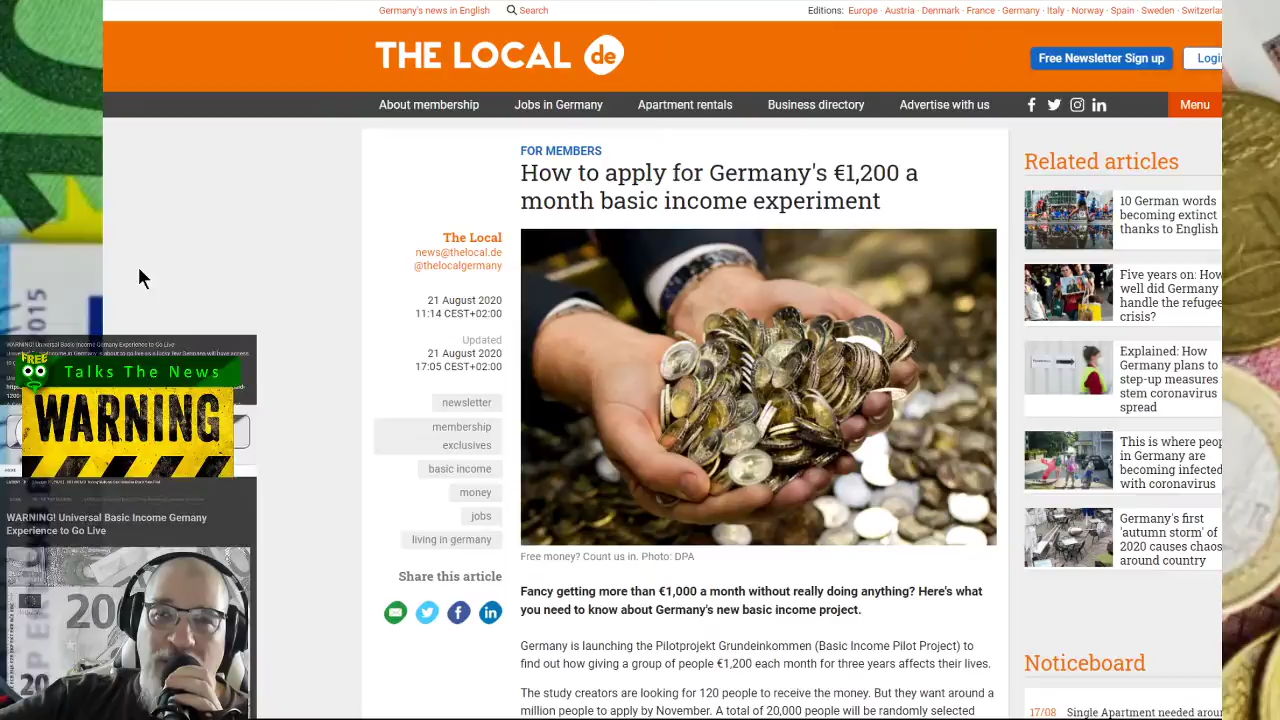 Germany's news in English
Search
Editions: Europe · Austria · Denmark · France · Germany · Italy · Norway · Spain · Sweden ·
THE LOCAL de
Free Newsletter Sign up
About membership
Jobs in Germany
Apartment rentals
Business directory
Advertise with us
Menu
FOR MEMBERS
How to apply for Germany's €1,200 a
month basic income experiment
The Local
news@thelocal.de
@thelocalgermany
21 August 2020
11:14 CEST+02:00
Updated
21 August 2020
17:05 CEST+02:00
newsletter
membership
exclusives
basic income
money
jobs
living in germany
Share this article
Free money? Count us in. Photo: DPA
Fancy getting more than €1,000 a month without really doing anything? Here's what
you need to know about Germany's new basic income project.
Germany is launching the Pilotprojekt Grundeinkommen (Basic Income Pilot Project) to
find out how giving a group of people €1,200 each month for three years affects their lives.
The study creators are looking for 120 people to receive the money. But they want around a
million people to apply by November. A total of 20,000 people will be randomly selected
Related articles
10 German words
becoming extinct
thanks to English
Five years on: How
well did Germany
handle the refugee
crisis?
Explained: How
Germany plans to
step-up measures
stem coronavirus
spread
This is where
in Germany are
becoming infected
with coronavirus
Germany's first
'autumn storm' of
2020 causes chaos
around country
Noticeboard
17/08 Single Apartment needed
015
WARNING! Universal Basic Income Gemany Experience to Go Live
FREE
Talks The News
WARNING
WARNING! Universal Basic Income Gemany
Experience to Go Live
20
20